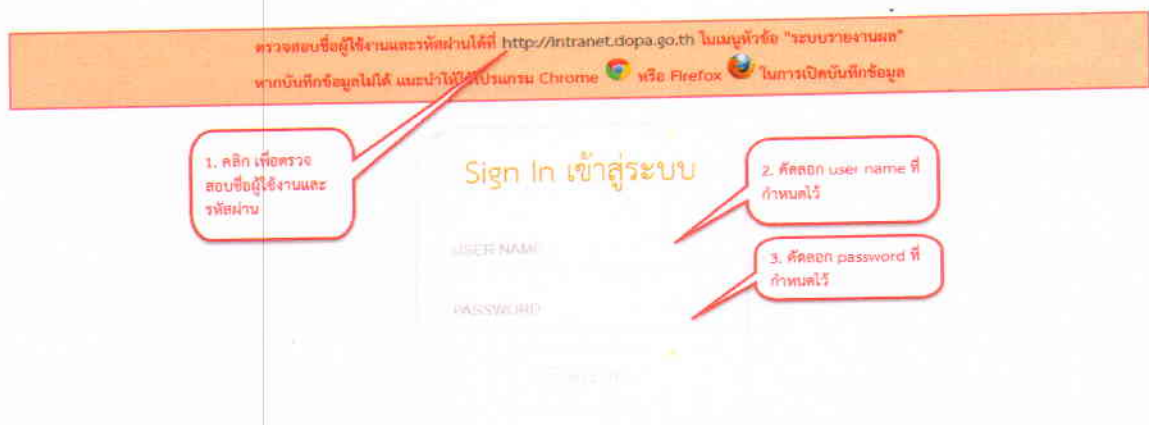 ตรวจสอบชื่อผู้ใช้งานและรหัสผ่านได้ที่ http://intranet.dopa.go.th ในเมนูหัวข้อ "ระบบรายงานผล"
หากบันทึกข้อมูลไม่ได้ แนะนำให้ใช้โปรแกรม Chrome หรือ Firefox ในการเปิดบันทึกข้อมูล
1. คลิก เพื่อตรวจ
สอบชื่อผู้ใช้งานและ
รหัสผ่าน
Sign In เข้าสู่ระบบ
2. คัดลอก user name ที่
กำหนดไว้
USER NAME
3. คัดลอก password ที่
กำหนดไว้
PASSWORD